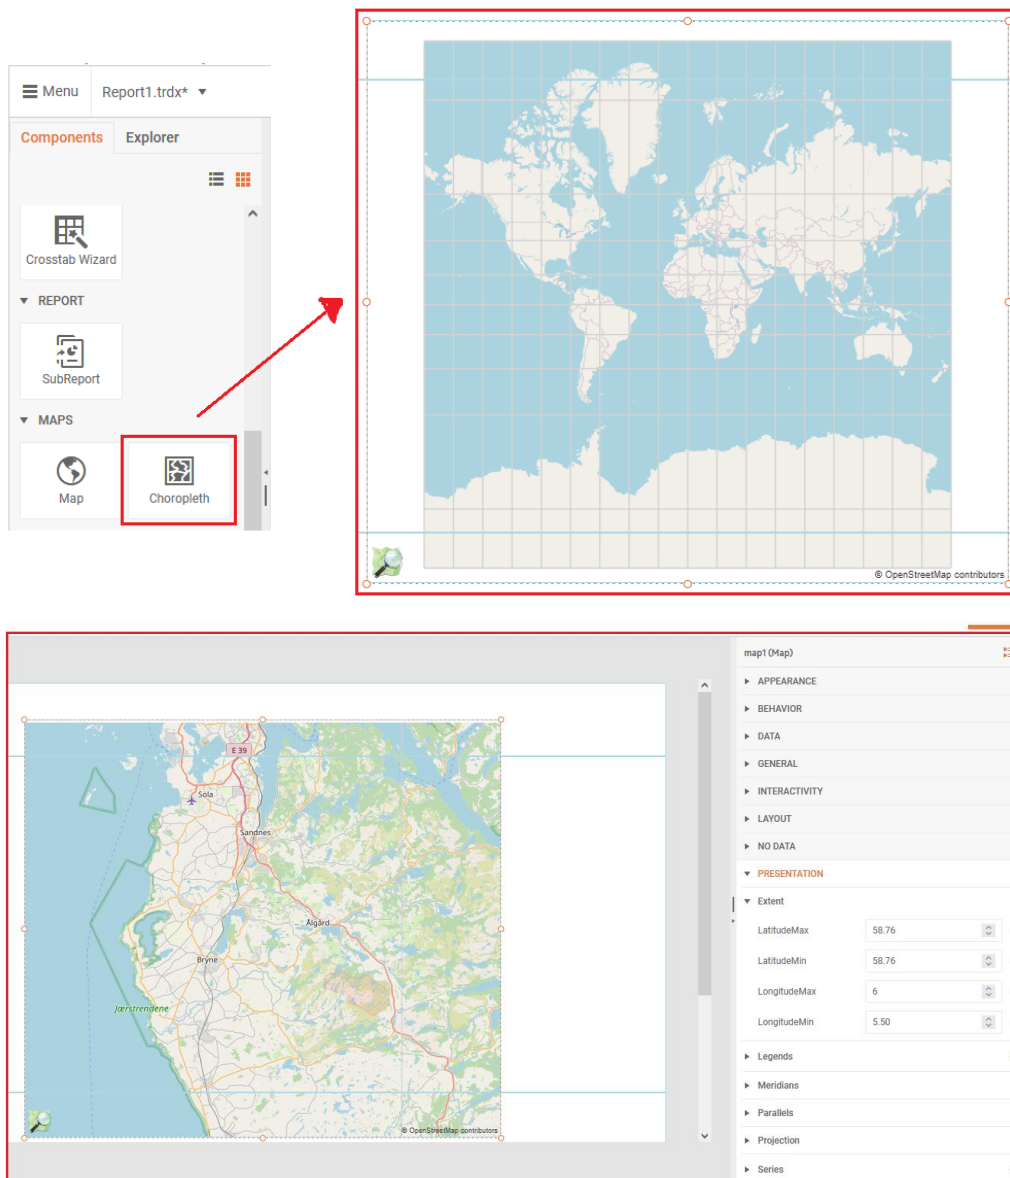 Menu Report1.trdx*
Components Explorer
Crosstab Wizard
REPORT
SubReport
MAPS
Map Choropleth
© OpenStreetMap contributors
map1 (Map)
APPEARANCE
BEHAVIOR
DATA
GENERAL
INTERACTIVITY
LAYOUT
NO DATA
PRESENTATION
Extent
LatitudeMax 58.76
LatitudeMin 58.76
LongitudeMax 6
LongitudeMin 5.50
Legends
Meridians
Parallels
Projection
Series
E 39
Sola
Sandnes
Ålgård
Bryne
Jærstrendene
© OpenStreetMap contributors